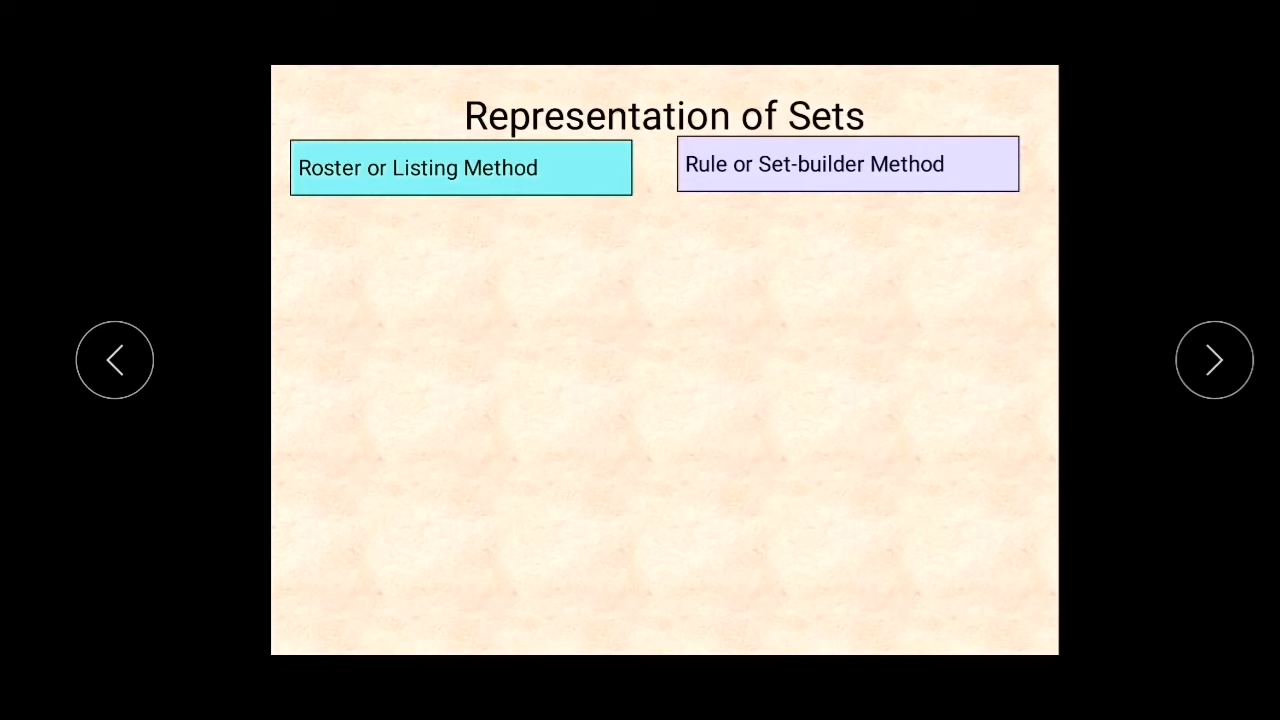 Representation of Sets
Roster or Listing Method
Rule or Set-builder Method